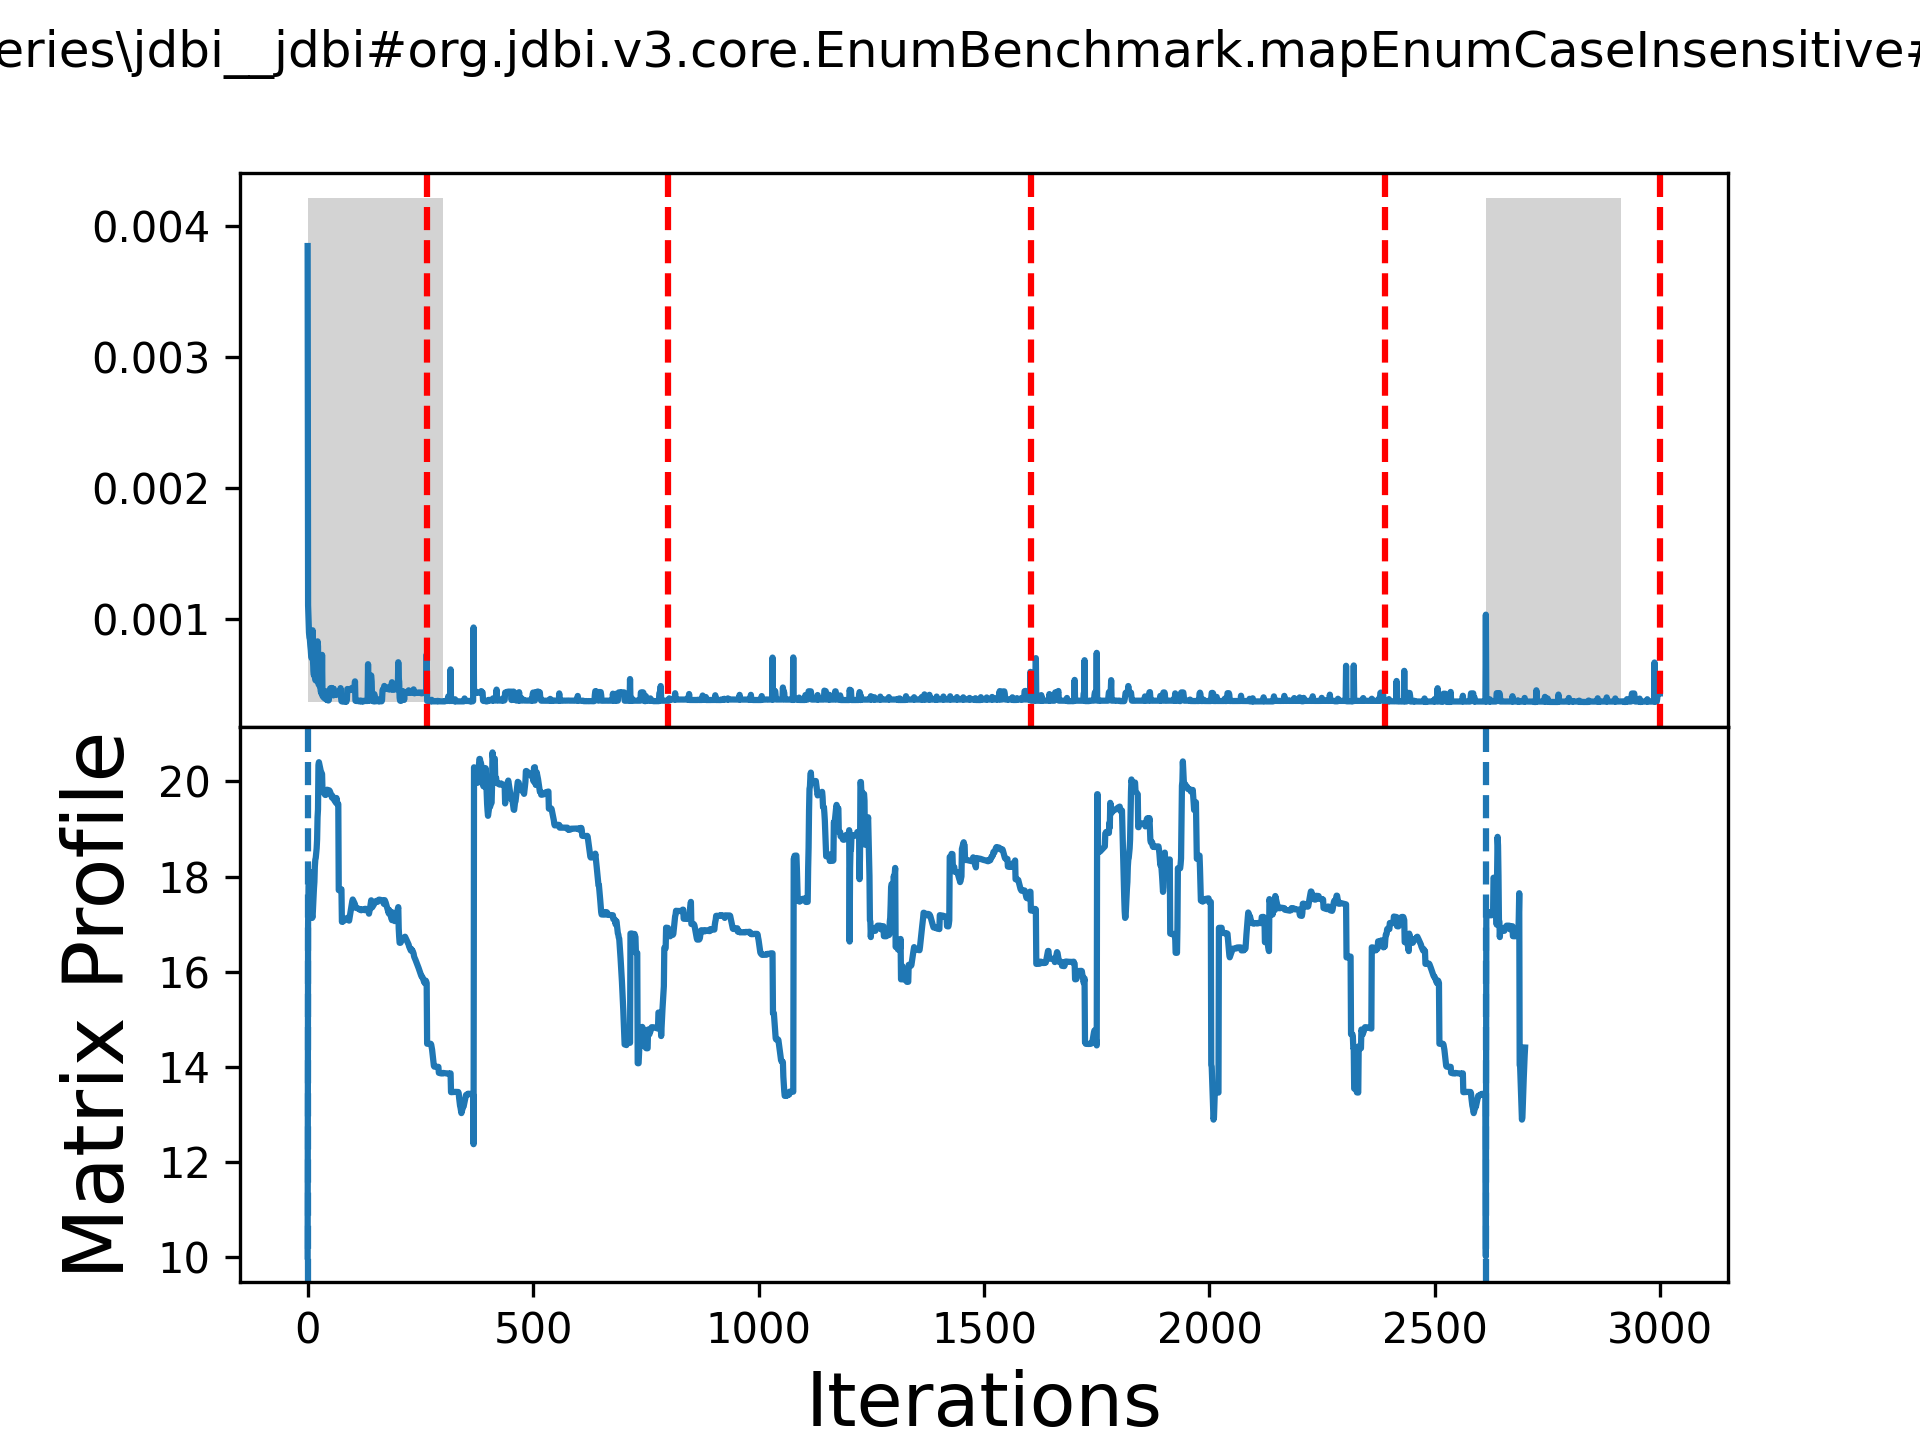 eries\jdbi__jdbi#org.jdbi.v3.core.EnumBenchmark.mapEnumCaseInsensitive#
0.004
0.003
0.002
0.001
Matrix Profile
20
18
16
14
12
10
0 500 1000 1500 2000 2500 3000
Iterations